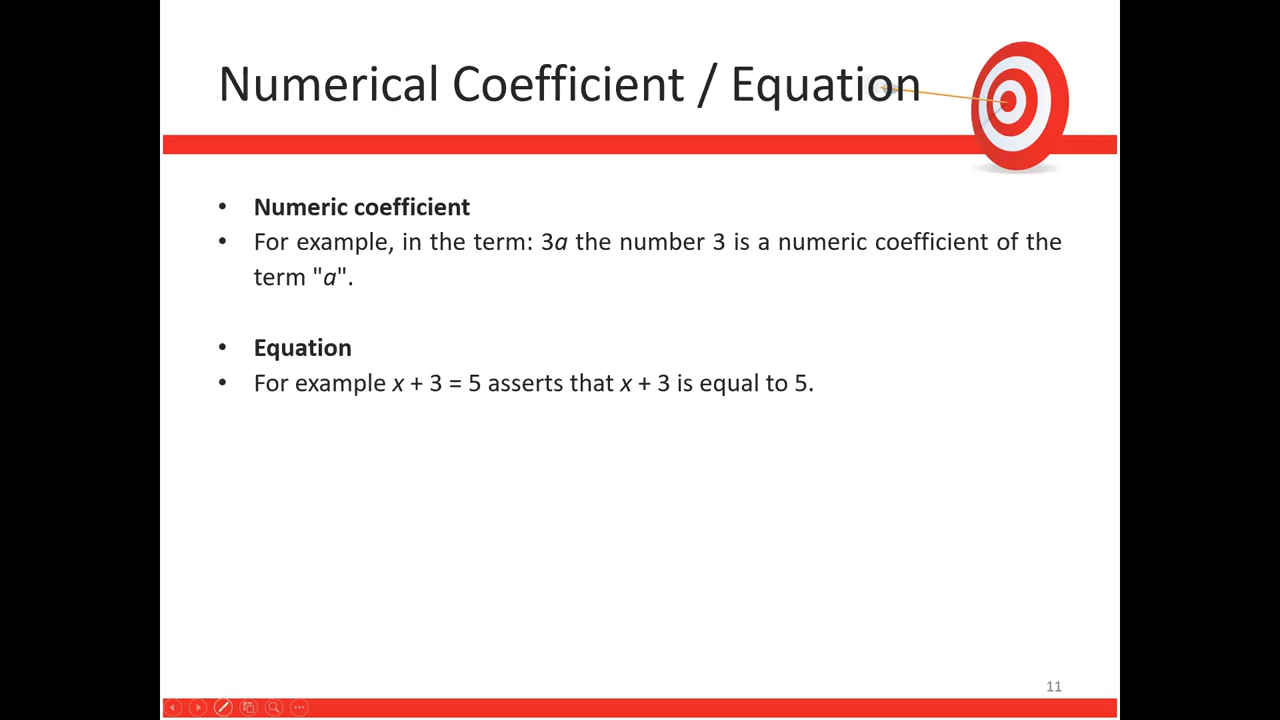 Numerical Coefficient / Equation
• Numeric coefficient
• For example, in the term: 3a the number 3 is a numeric coefficient of the
term "a".
• Equation
• For example x + 3 = 5 asserts that x + 3 is equal to 5.
11